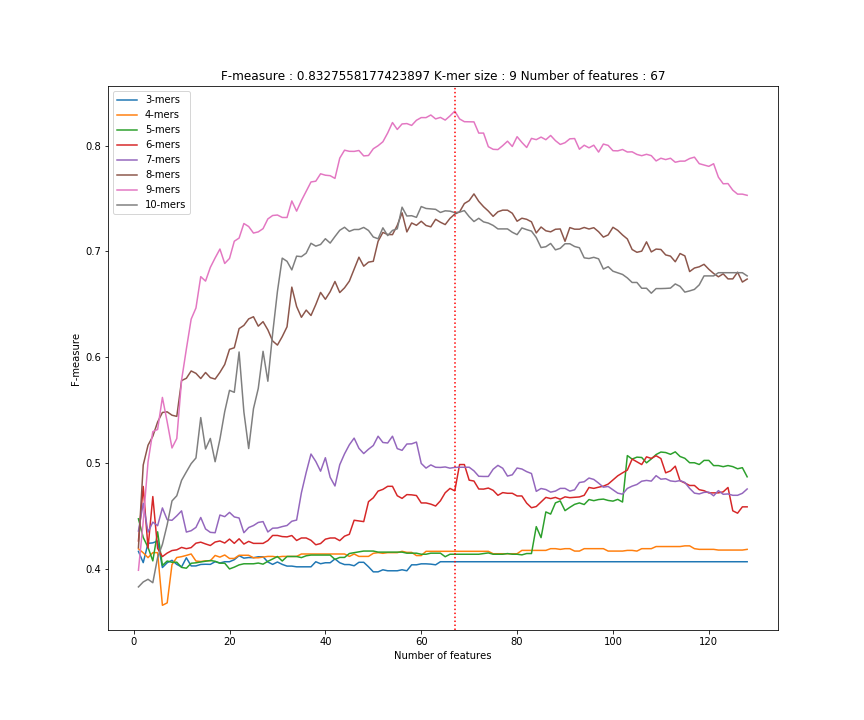 F-measure : 0.8327558177423897 K-mer size : 9 Number of features : 67
3-mers
4-mers
5-mers
6-mers
7-mers
8-mers
9-mers
10-mers
0.8
0.7
0.6
0.5
0.4
F-measure
0 20 40 60 80 100 120
Number of features